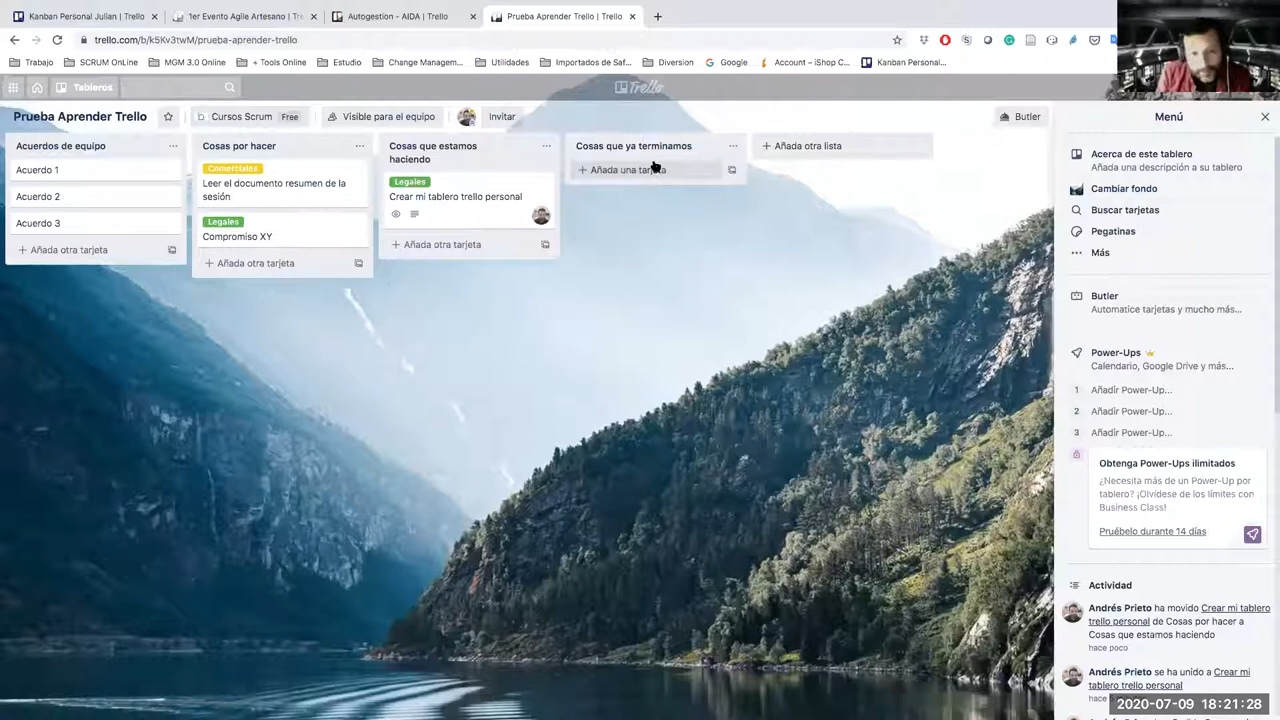 Kanban Personal Julian | Trello
1er Evento Agile Artesano | Tre
Autogestion - AIDA | Trello
Prueba Aprender Trello | Trello
trello.com/b/k5Kv3twM/prueba-aprender-trello
Trabajo
SCRUM OnLine
MGM 3.0 Online
+ Tools Online
Estudio
Change Managem...
Utilidades
Importados de Saf...
Diversion
Google
Account – iShop C...
Kanban Personal...
Tableros
Trello
Prueba Aprender Trello
Cursos Scrum
Free
Visible para el equipo
Invitar
Butler
Acuerdos de equipo
Acuerdo 1
Acuerdo 2
Acuerdo 3
+ Añada otra tarjeta
Cosas por hacer
Comerciales
Leer el documento resumen de la
sesión
Legales
Compromiso XY
+ Añada otra tarjeta
Cosas que estamos
haciendo
Legales
Crear mi tablero trello personal
+ Añada otra tarjeta
Cosas que ya terminamos
+ Añada una tarjeta
+ Añada otra lista
Menú
Acerca de este tablero
Añada una descripción a su tablero
Cambiar fondo
Buscar tarjetas
Pegatinas
Más
Butler
Automatice tarjetas y mucho más...
Power-Ups
Calendario, Google Drive y más...
1 Añadir Power-Up...
2 Añadir Power-Up...
3 Añadir Power-Up...
Obtenga Power-Ups ilimitados
¿Necesita más de un Power-Up por
tablero? ¡Olvídese de los límites con
Business Class!
Pruébelo durante 14 días
Actividad
Andrés Prieto ha movido Crear mi tablero
trello personal de Cosas por hacer a
Cosas que estamos haciendo
hace poco
Andrés Prieto se ha unido a Crear mi
tablero trello personal
2020-07-09 18:21:28